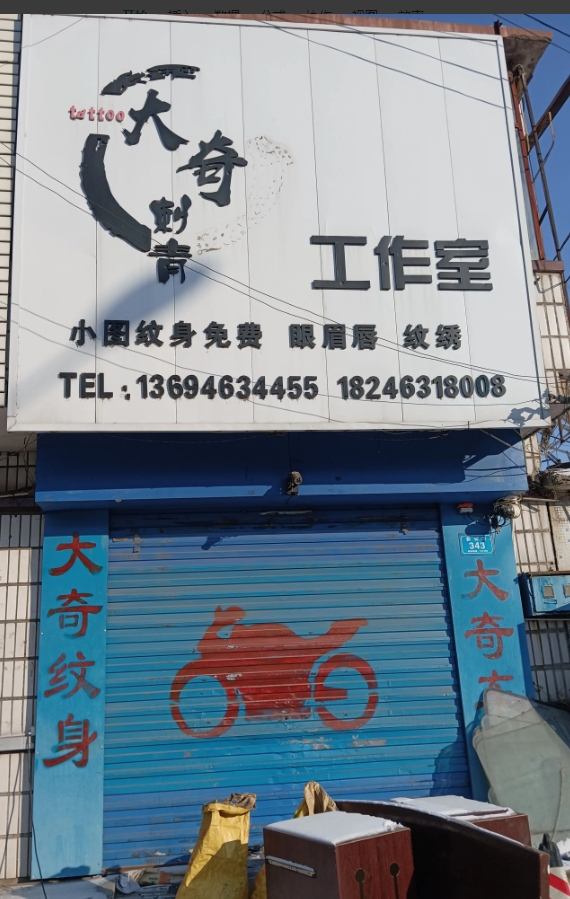 tattoo
大奇
刺青
工作室
小图纹身免费 眼眉唇 纹绣
TEL:13694634455 18246318008
大奇纹身
343
大奇